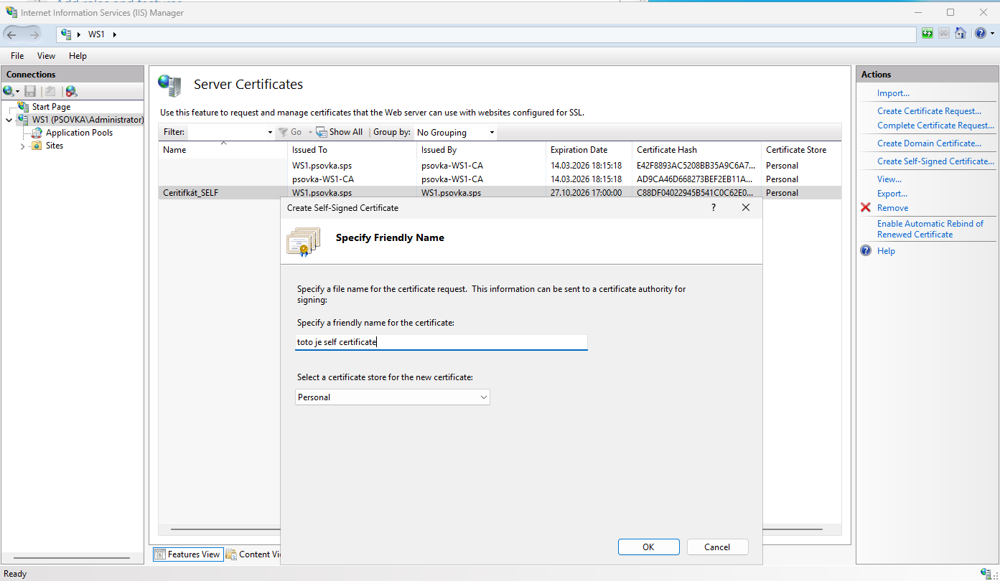 Internet Information Services (IIS) Manager
WS1
File View Help
Connections
Start Page
WS1 (PSOVKA\Administrator)
Application Pools
Sites
Server Certificates
Use this feature to request and manage certificates that the Web server can use with websites configured for SSL.
Filter: Go Show All Group by: No Grouping
Name Issued To Issued By Expiration Date Certificate Hash Certificate Store
WS1.psovka.sps psovka-WS1-CA 14.03.2026 18:15:18 E42F8893AC5208BB35A9C6A7... Personal
psovka-WS1-CA psovka-WS1-CA 14.03.2026 18:15:18 AD9CA46D668273BEF2EB11A... Personal
Ceritifkát_SELF WS1.psovka.sps WS1.psovka.sps 27.10.2026 17:00:00 C88DF04022945B541C0C62E0... Personal
Create Self-Signed Certificate ?
Specify Friendly Name
Specify a file name for the certificate request. This information can be sent to a certificate authority for
signing:
Specify a friendly name for the certificate:
toto je self certificate
Select a certificate store for the new certificate:
Personal
OK Cancel
Features View Content Vi
Actions
Import...
Create Certificate Request...
Complete Certificate Request...
Create Domain Certificate...
Create Self-Signed Certificate...
View...
Export...
Remove
Enable Automatic Rebind of
Renewed Certificate
Help
Ready